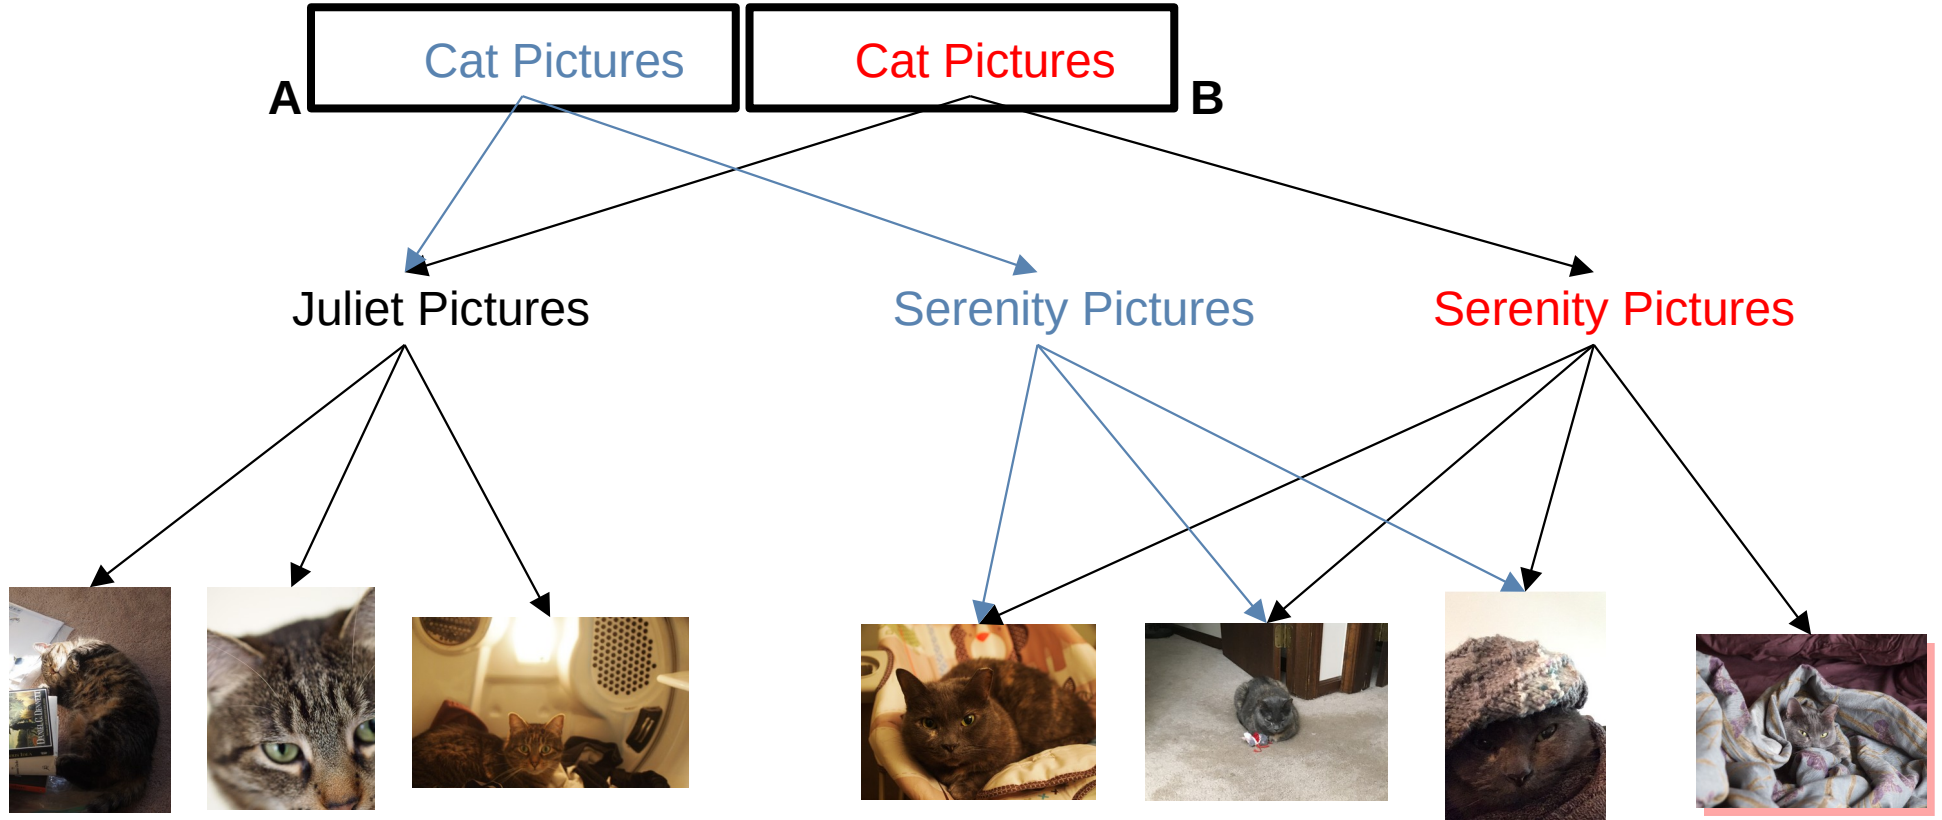 Cat Pictures
Cat Pictures
A
B
Juliet Pictures
Serenity Pictures
Serenity Pictures